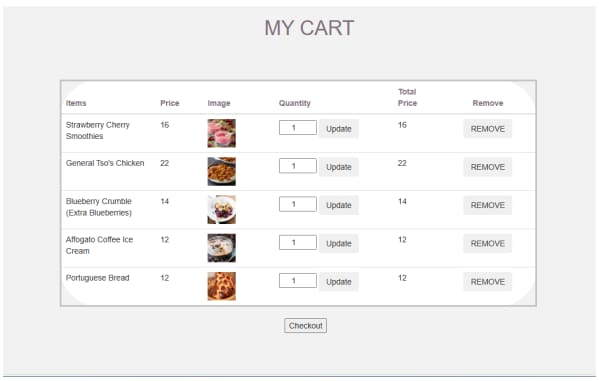 MY CART
Items Price Image Quantity Total Price Remove
Strawberry Cherry Smoothies 16 1 Update 16 REMOVE
General Tso's Chicken 22 1 Update 22 REMOVE
Blueberry Crumble (Extra Blueberries) 14 1 Update 14 REMOVE
Affogato Coffee Ice Cream 12 1 Update 12 REMOVE
Portuguese Bread 12 1 Update 12 REMOVE
Checkout